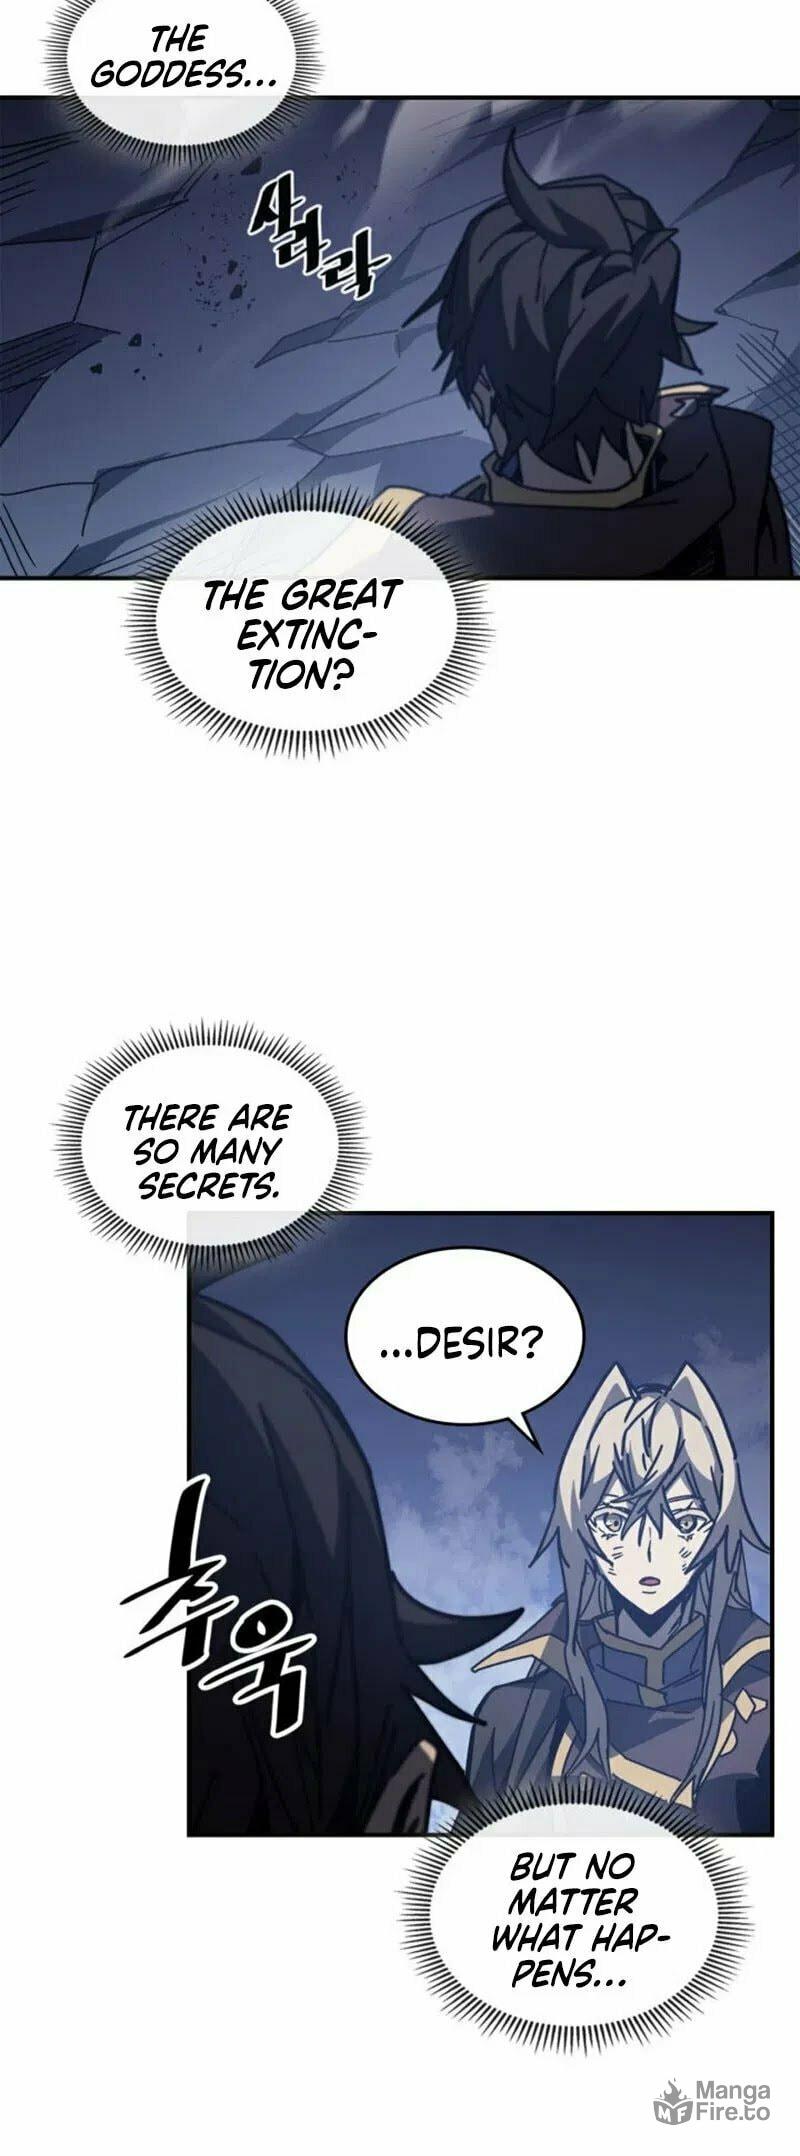 THE
GODDESS...
사라락
THE GREAT
EXTINC-
TION?
THERE ARE
SO MANY
SECRETS.
...DESIR?
추욱
BUT NO
MATTER
WHAT HAP-
PENS...
Manga
Fire.to